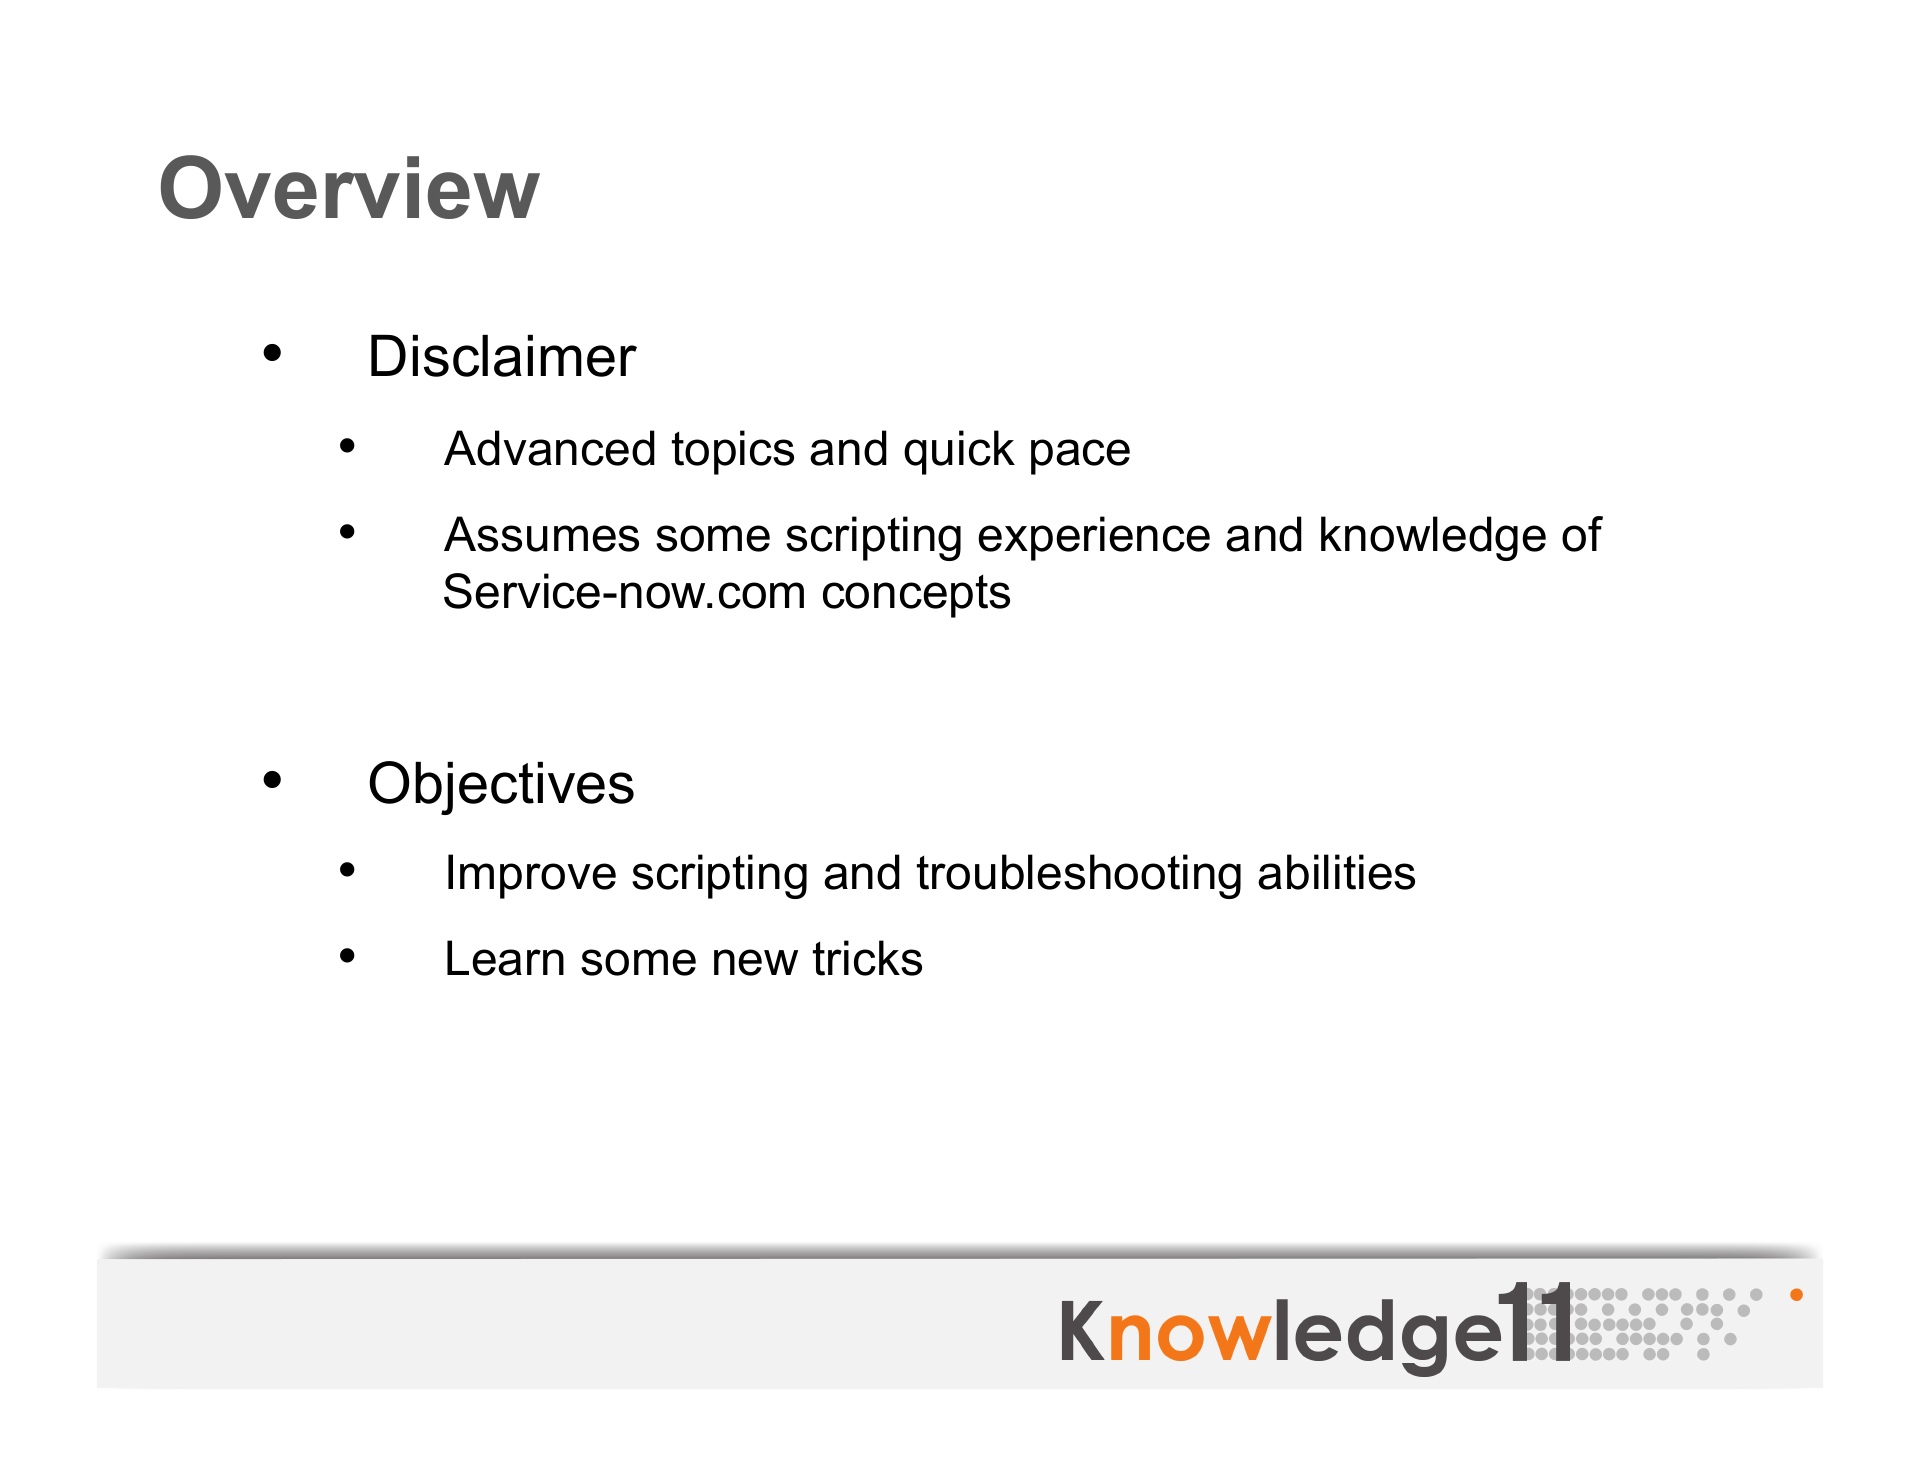 Overview
• Disclaimer
• Advanced topics and quick pace
• Assumes some scripting experience and knowledge of
Service-now.com concepts
• Objectives
• Improve scripting and troubleshooting abilities
• Learn some new tricks
Knowledge11